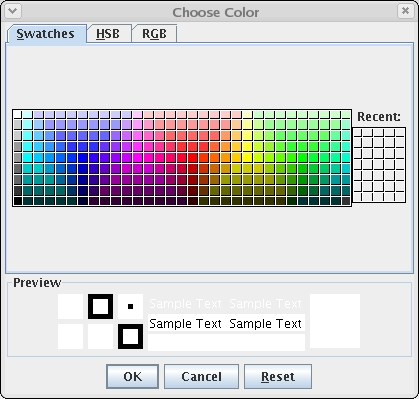 Choose Color
Swatches HSB RGB
Recent:
Preview
Sample Text Sample Text
Sample Text Sample Text
OK Cancel Reset